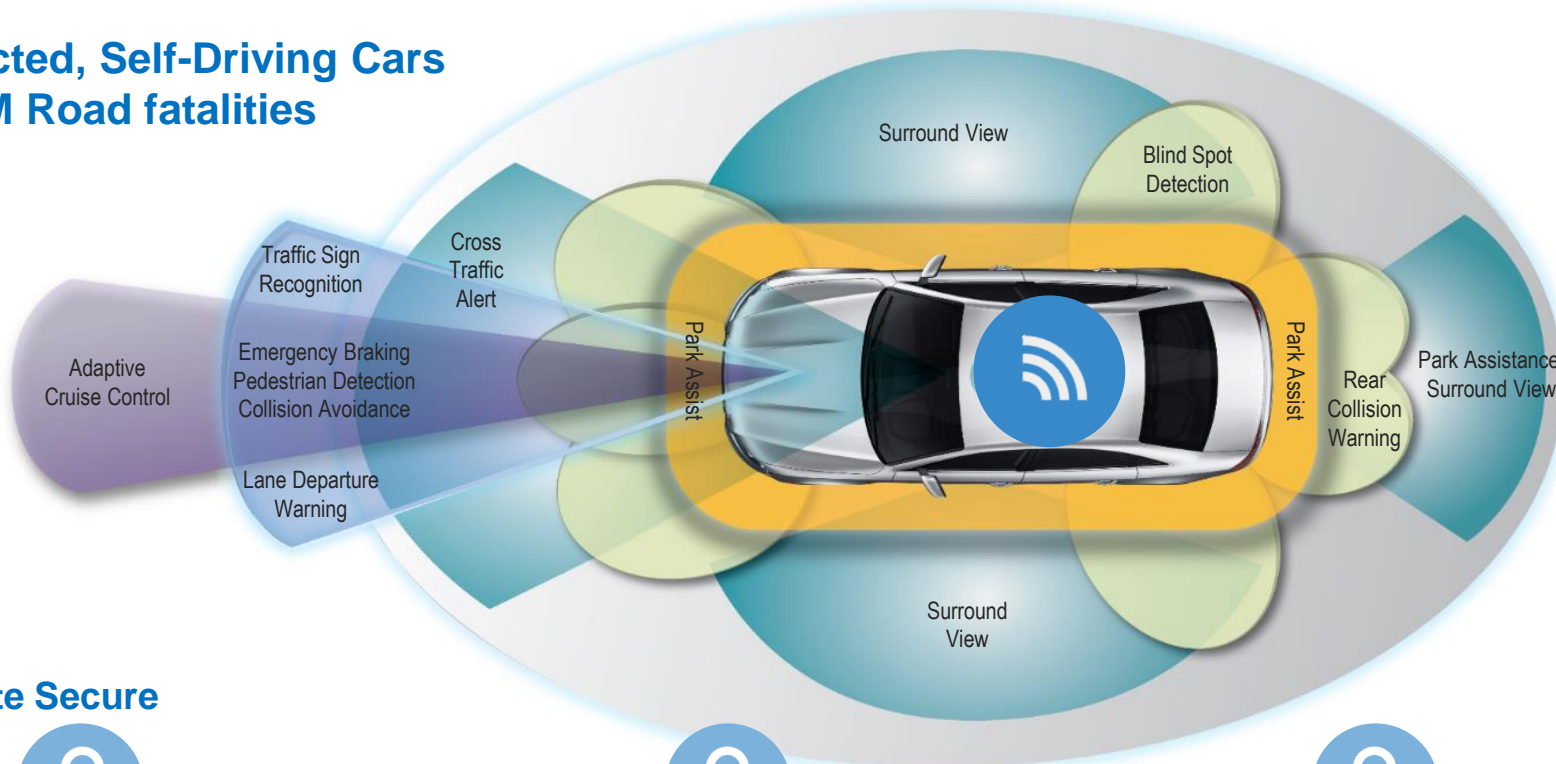 cted, Self-Driving Cars
M Road fatalities
Surround View
Blind Spot
Detection
Cross
Traffic
Alert
Traffic Sign
Recognition
Adaptive
Cruise Control
Emergency Braking
Pedestrian Detection
Collision Avoidance
Park Assist
Park Assist
Rear
Collision
Warning
Park Assistance
Surround View
Lane Departure
Warning
Surround
View
te Secure